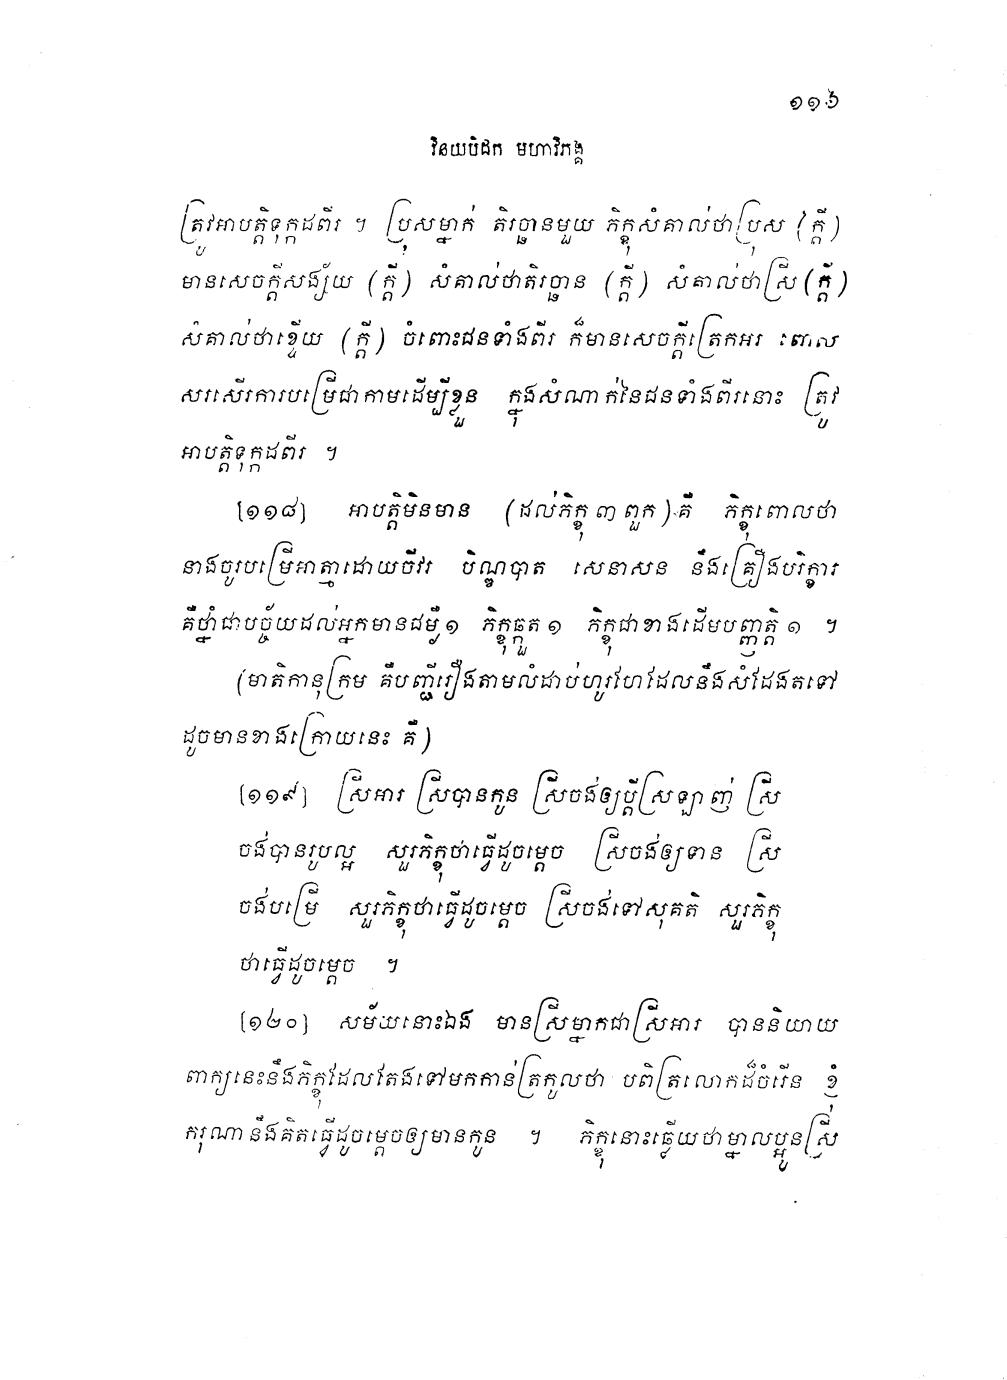 ១១៦
វិនយបិដក មហាវិភង្គ
ត្រូវអាបត្តិទុក្កដពីរ ។ ប្រុសម្នាក់ តិរច្ឆានមួយ ភិក្ខុសំគាល់ថាប្រុស (ក្តី)
មានសេចក្តីសង្ស័យ (ក្តី) សំគាល់ថាតិរច្ឆាន (ក្តី) សំគាល់ថាស្រី (ក្តី)
សំគាល់ថាខ្ទើយ (ក្តី) ចំពោះជនទាំងពីរ ក៏មានសេចក្តីត្រេកអរ ពោល
សរសើរការបម្រើជាកាមដើម្បីខ្លួន ក្នុងសំណាក់នៃជនទាំងពីរនោះ ត្រូវ
អាបត្តិទុក្កដពីរ ។
[១១៨] អាបត្តិមិនមាន (ដល់ភិក្ខុ ៣ ពួក) គឺ ភិក្ខុពោលថា
នាងចូរបម្រើអាត្មាដោយចីវរ បិណ្ឌបាត សេនាសន នឹងគ្រឿងបរិក្ខារ
គឺថ្នាំជាបច្ច័យដល់អ្នកមានជម្ងឺ ១ ភិក្ខុឆ្កួត ១ ភិក្ខុជាខាងដើមបញ្ញត្តិ ១ ។
(មាតិកានុក្រម គឺបញ្ជីរឿងតាមលំដាប់ហូរហែដែលនឹងសំដែងតទៅ
ដូចមានខាងក្រោយនេះ គឺ)
[១១៩] ស្រីអារ ស្រីបានកូន ស្រីចង់ឲ្យប្តីស្រឡាញ់ ស្រី
ចង់បានរូបល្អ សួរភិក្ខុថាធ្វើដូចម្តេច ស្រីចង់ឲ្យទាន ស្រី
ចង់បម្រើ សួរភិក្ខុថាធ្វើដូចម្តេច ស្រីចង់ទៅសុគតិ សួរភិក្ខុ
ថាធ្វើដូចម្តេច ។
[១២០] សម័យនោះឯង មានស្រីម្នាកជាស្រីអារ បាននិយាយ
ពាក្យនេះនឹងភិក្ខុដែលតែងទៅមកកាន់ត្រកូលថា បពិត្រលោកដ៏ចំរើន ខ្ញុំ
ករុណានឹងគិតធ្វើដូចម្តេចឲ្យមានកូន ។ ភិក្ខុនោះឆ្លើយថាម្នាលប្អូនស្រី